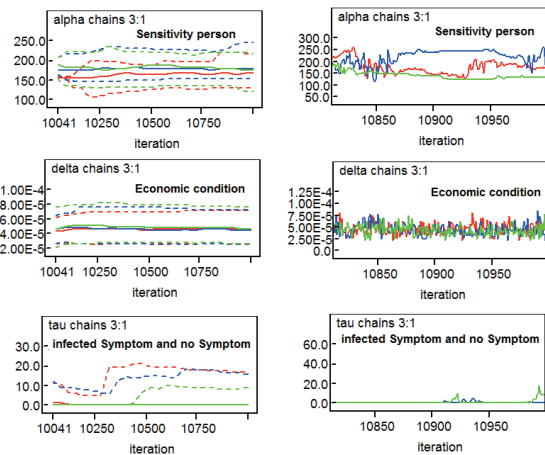 alpha chains 3:1
Sensitivity person
250.0
200.0
150.0
100.0
10041 10250 10500 10750
iteration
alpha chains 3:1
Sensitivity person
300.0
250.0
200.0
150.0
100.0
50.0
10850 10900 10950
iteration
delta chains 3:1
Economic condition
1.00E-4
8.00E-5
6.00E-5
4.00E-5
2.00E-5
10041 10250 10500 10750
iteration
delta chains 3:1
Economic condition
1.25E-4
1.00E-4
7.50E-5
5.00E-5
2.50E-5
0.0
10850 10900 10950
iteration
tau chains 3:1
infected Symptom and no Symptom
30.0
20.0
10.0
0.0
10041 10250 10500 10750
iteration
tau chains 3:1
infected Symptom and no Symptom
60.0
40.0
20.0
0.0
10850 10900 10950
iteration